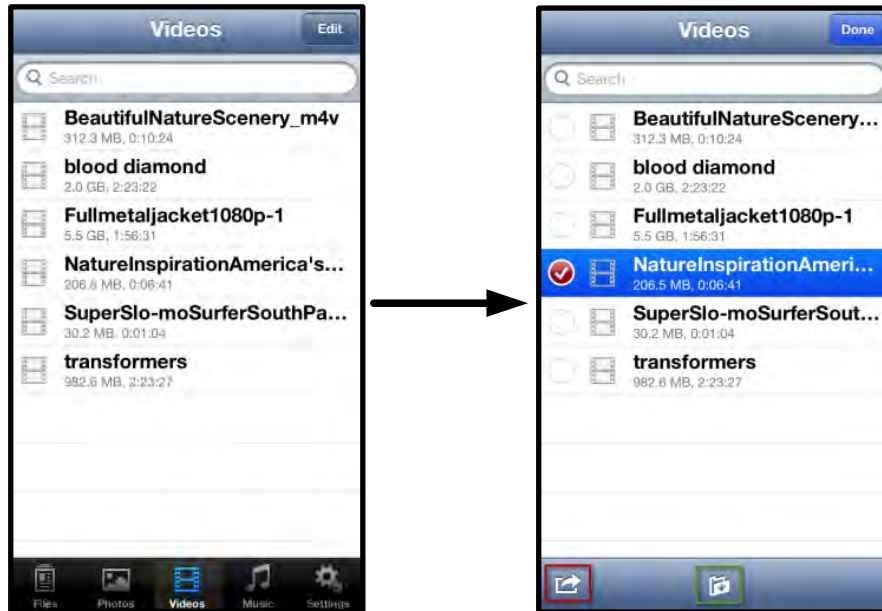 Videos
Edit
Search
BeautifulNatureScenery_m4v
312.3 MB, 0:10:24
blood diamond
2.0 GB, 2:23:22
Fullmetaljacket1080p-1
5.5 GB, 1:56:31
NatureInspirationAmerica's...
206.5 MB, 0:06:41
SuperSlo-moSurferSouthPa...
30.2 MB, 0:01:04
transformers
982.6 MB, 2:23:27
Files
Photos
Videos
Music
Settings
Videos
Done
Search
BeautifulNatureScenery...
312.3 MB, 0:10:24
blood diamond
2.0 GB, 2:23:22
Fullmetaljacket1080p-1
5.5 GB, 1:56:31
NatureInspirationAmeri...
206.5 MB, 0:06:41
SuperSlo-moSurferSout...
30.2 MB, 0:01:04
transformers
982.6 MB, 2:23:27